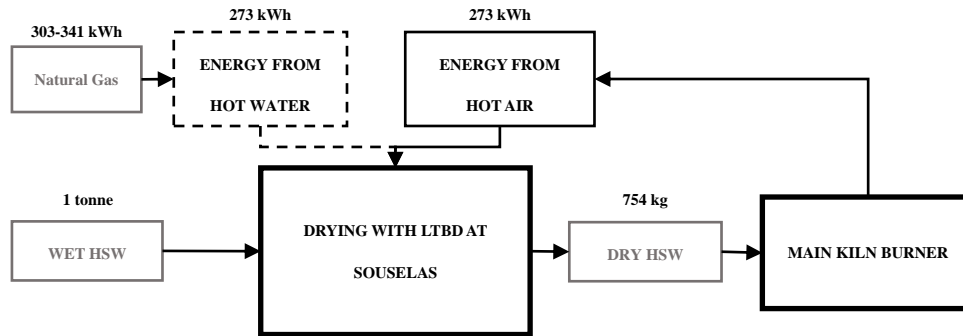 273 kWh
273 kWh
303-341 kWh
ENERGY FROM
HOT WATER
ENERGY FROM
HOT AIR
Natural Gas
1 tonne
754 kg
WET HSW
DRYING WITH LTBD AT
SOUSELAS
DRY HSW
MAIN KILN BURNER